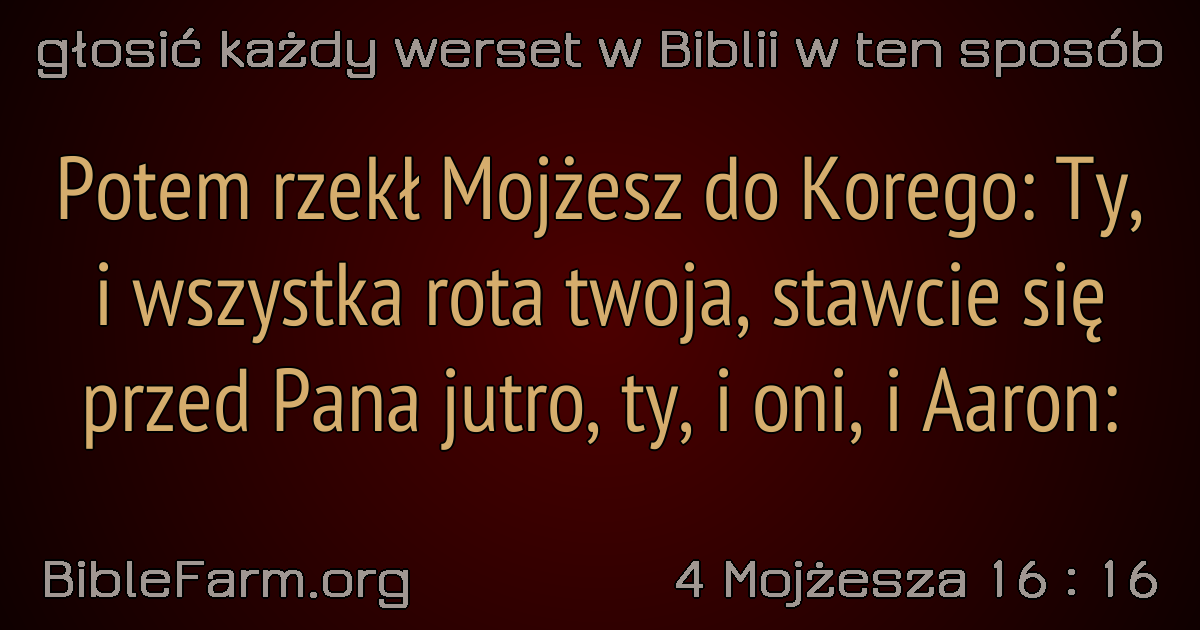 głosić każdy werset w Biblii w ten sposób
Potem rzekł Mojżesz do Korego: Ty,
i wszystka rota twoja, stawcie się
przed Pana jutro, ty, i oni, i Aaron:
BibleFarm.org
4 Mojżesza 16 : 16